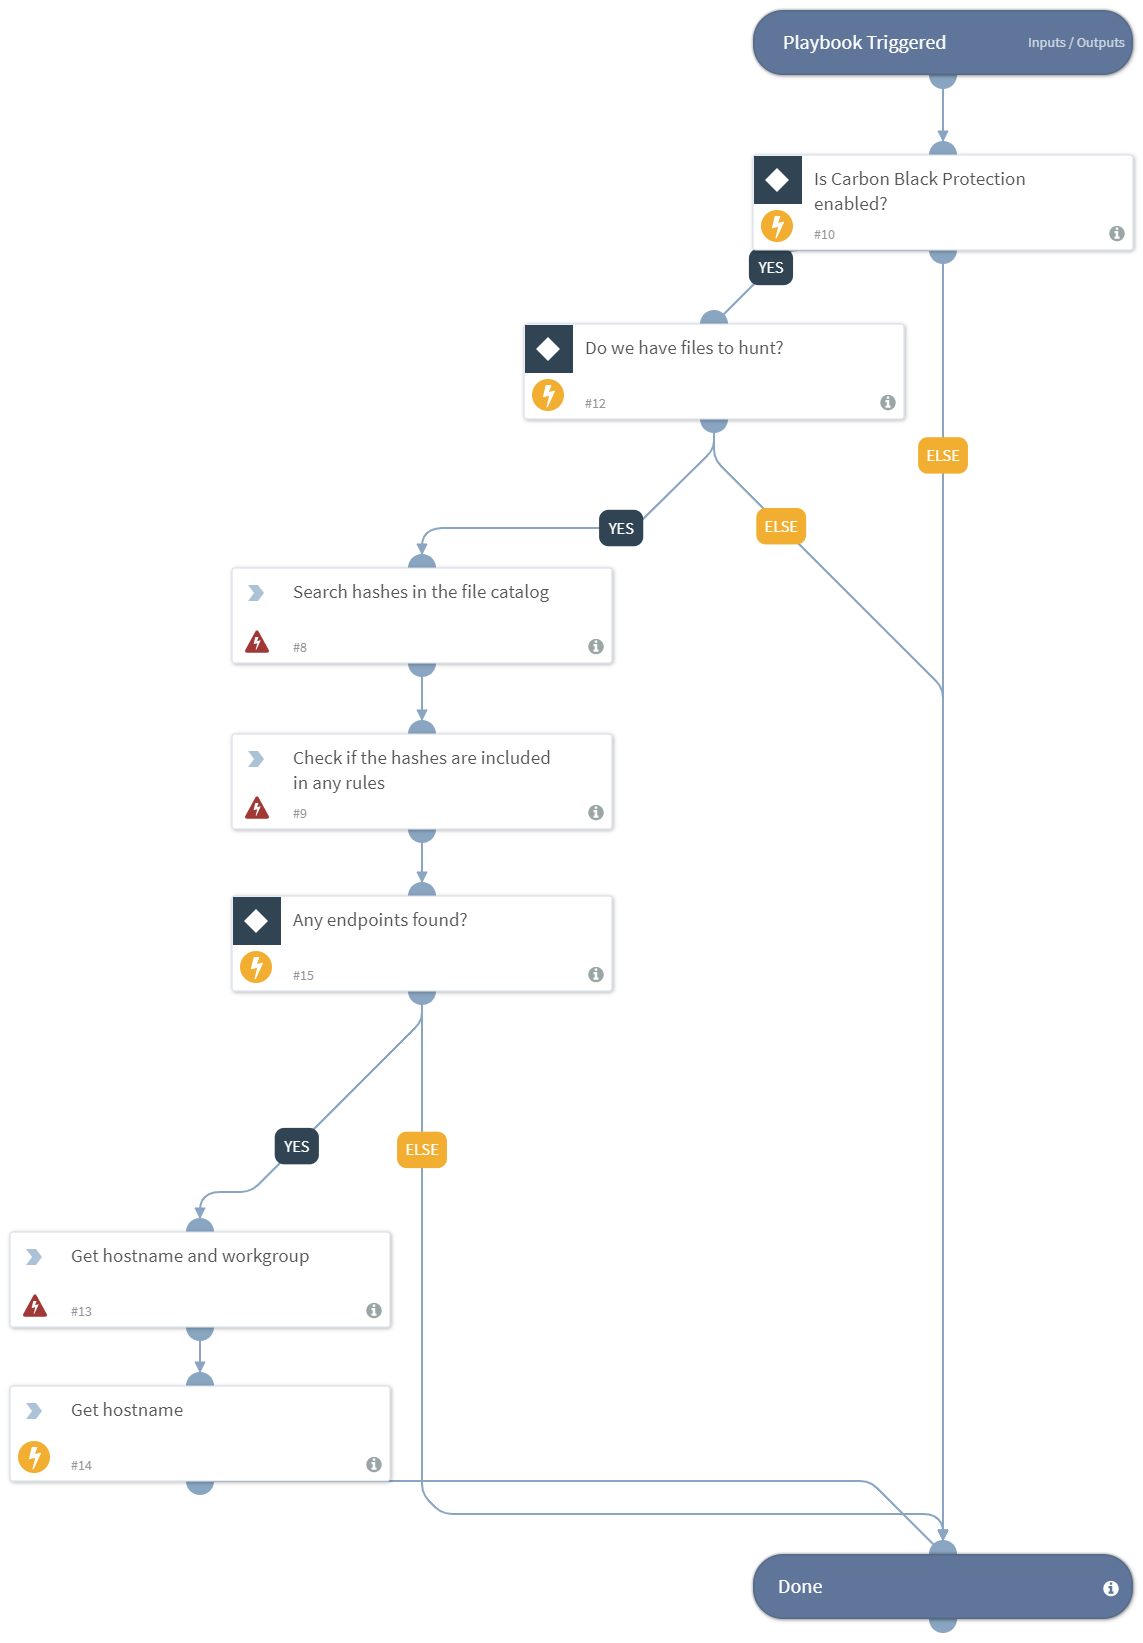 Playbook Triggered
Inputs / Outputs
Is Carbon Black Protection
enabled?
#10
YES
Do we have files to hunt?
#12
ELSE
YES
ELSE
Search hashes in the file catalog
#8
Check if the hashes are included
in any rules
#9
Any endpoints found?
#15
YES
ELSE
Get hostname and workgroup
#13
Get hostname
#14
Done